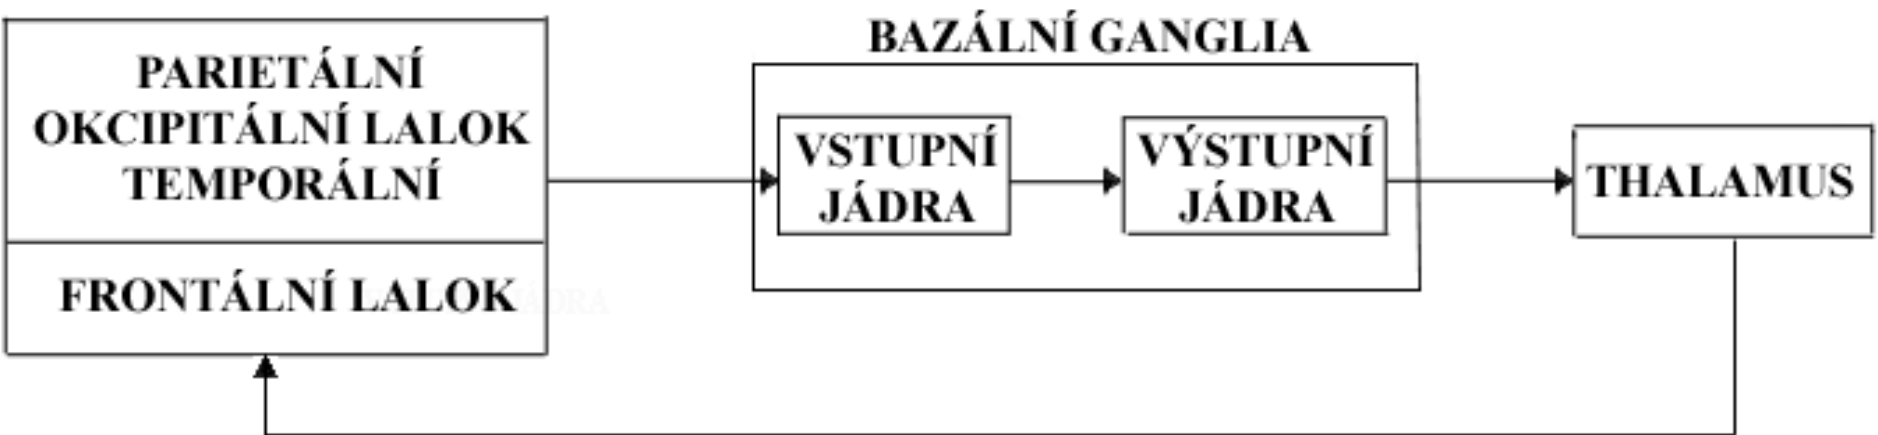 PARIETÁLNÍ
OKCIPITÁLNÍ LALOK
TEMPORÁLNÍ
FRONTÁLNÍ LALOK
BAZÁLNÍ GANGLIA
VSTUPNÍ
JÁDRA
VÝSTUPNÍ
JÁDRA
THALAMUS